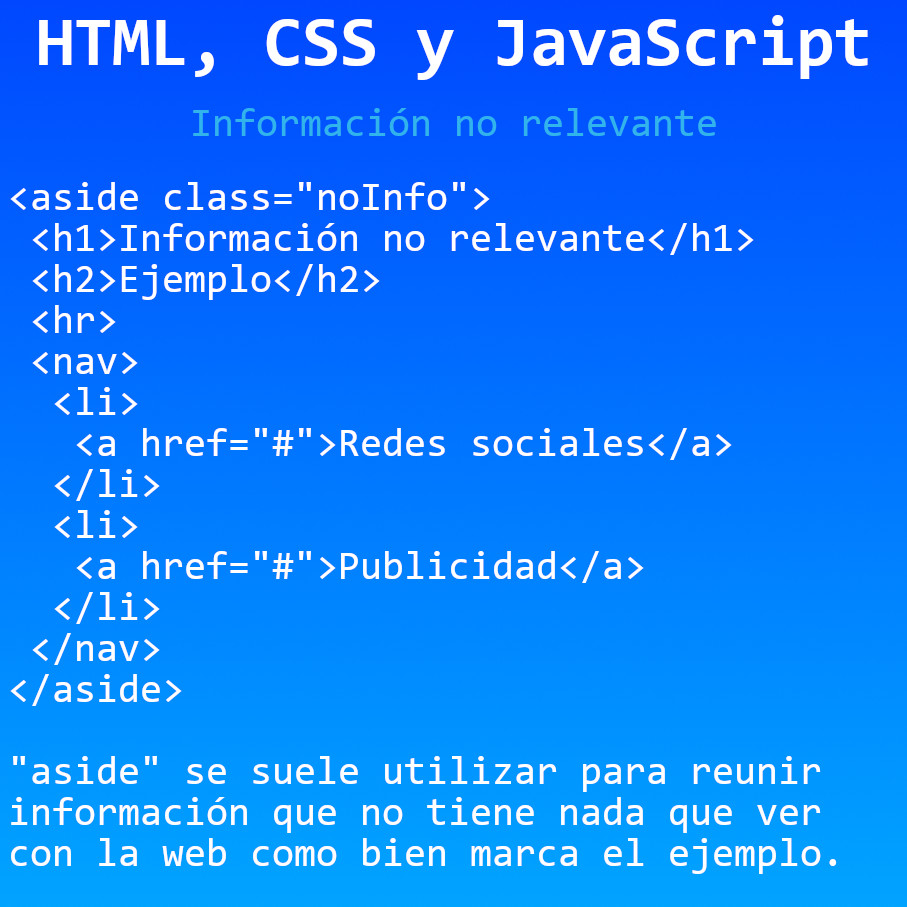 HTML, CSS y JavaScript
Información no relevante
<aside class="noInfo">
 <h1>Información no relevante</h1>
 <h2>Ejemplo</h2>
 <hr>
 <nav>
  <li>
   <a href="#">Redes sociales</a>
  </li>
  <li>
   <a href="#">Publicidad</a>
  </li>
 </nav>
</aside>
"aside" se suele utilizar para reunir
información que no tiene nada que ver
con la web como bien marca el ejemplo.